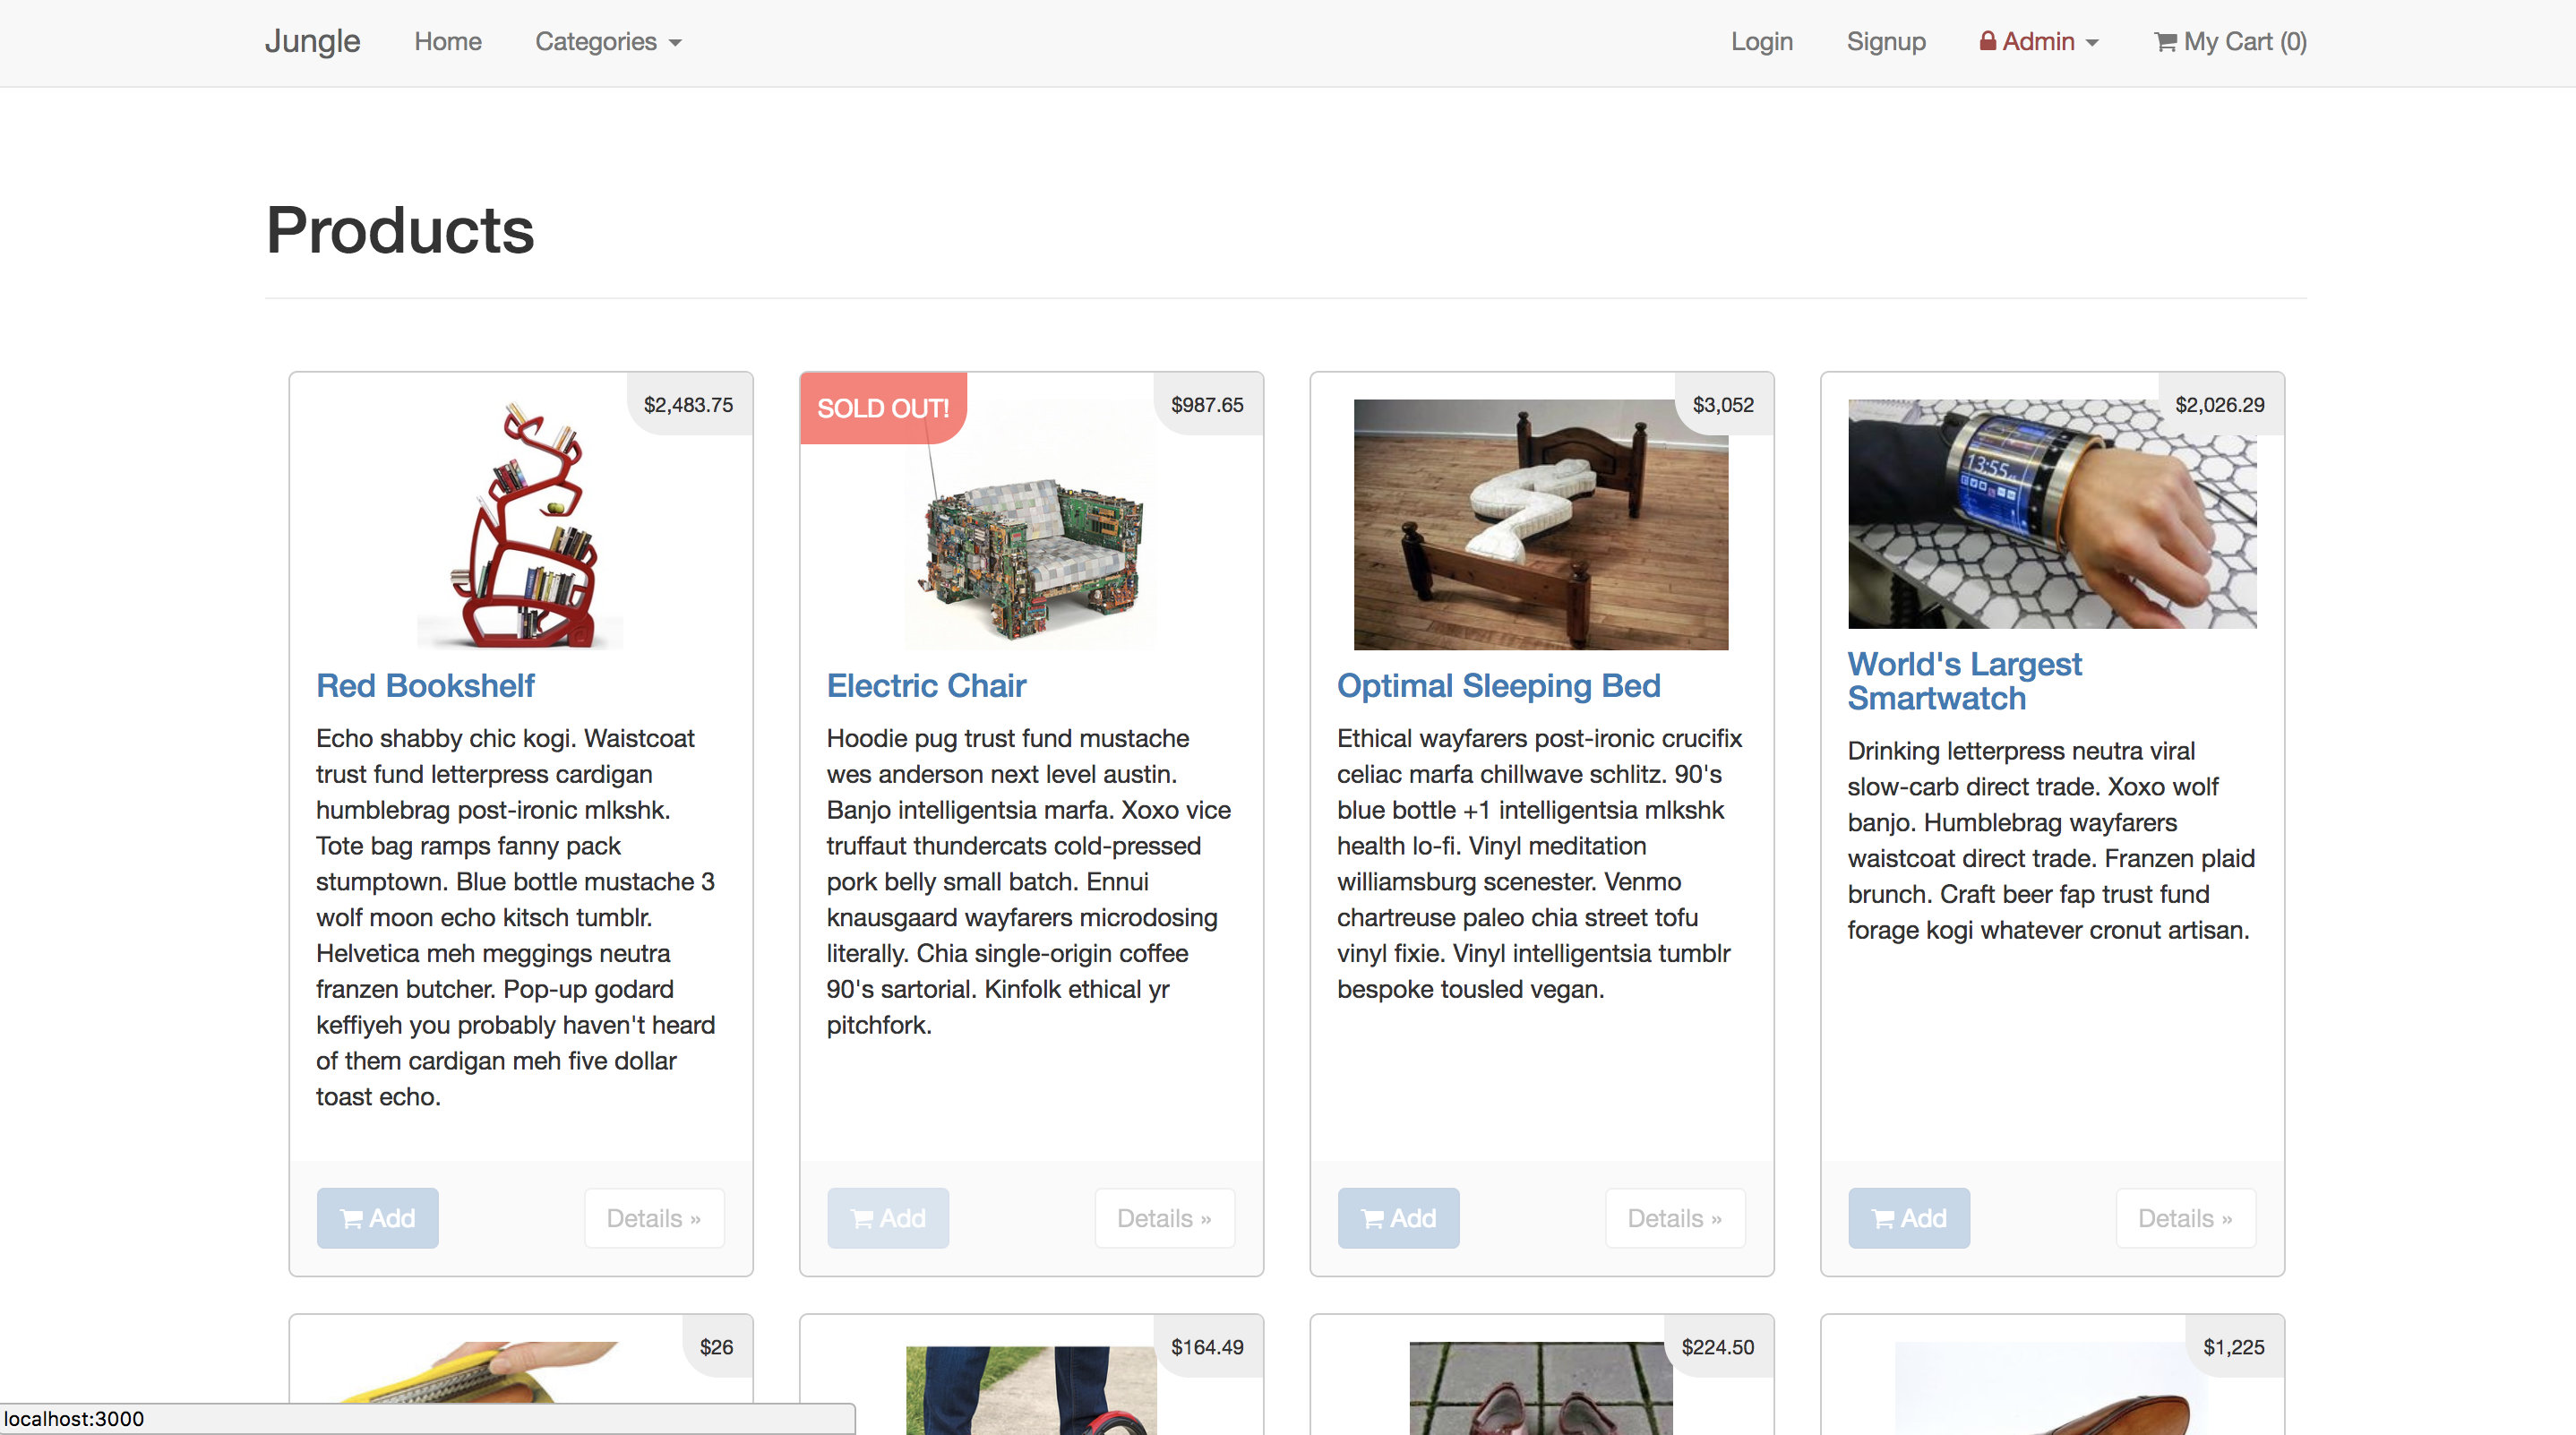 Jungle Home Categories Login Signup Admin My Cart (0)
Products
$2,483.75
Red Bookshelf
Echo shabby chic kogi. Waistcoat
trust fund letterpress cardigan
humblebrag post-ironic mlkshk.
Tote bag ramps fanny pack
stumptown. Blue bottle mustache 3
wolf moon echo kitsch tumblr.
Helvetica meh meggings neutra
franzen butcher. Pop-up godard
keffiyeh you probably haven't heard
of them cardigan meh five dollar
toast echo.
Add Details »
SOLD OUT! $987.65
Electric Chair
Hoodie pug trust fund mustache
wes anderson next level austin.
Banjo intelligentsia marfa. Xoxo vice
truffaut thundercats cold-pressed
pork belly small batch. Ennui
knausgaard wayfarers microdosing
literally. Chia single-origin coffee
90's sartorial. Kinfolk ethical yr
pitchfork.
Add Details »
$3,052
Optimal Sleeping Bed
Ethical wayfarers post-ironic crucifix
celiac marfa chillwave schlitz. 90's
blue bottle +1 intelligentsia mlkshk
health lo-fi. Vinyl meditation
williamsburg scenester. Venmo
chartreuse paleo chia street tofu
vinyl fixie. Vinyl intelligentsia tumblr
bespoke tousled vegan.
Add Details »
$2,026.29
13:55
World's Largest
Smartwatch
Drinking letterpress neutra viral
slow-carb direct trade. Xoxo wolf
banjo. Humblebrag wayfarers
waistcoat direct trade. Franzen plaid
brunch. Craft beer fap trust fund
forage kogi whatever cronut artisan.
Add Details »
$26
$164.49
$224.50
$1,225
localhost:3000